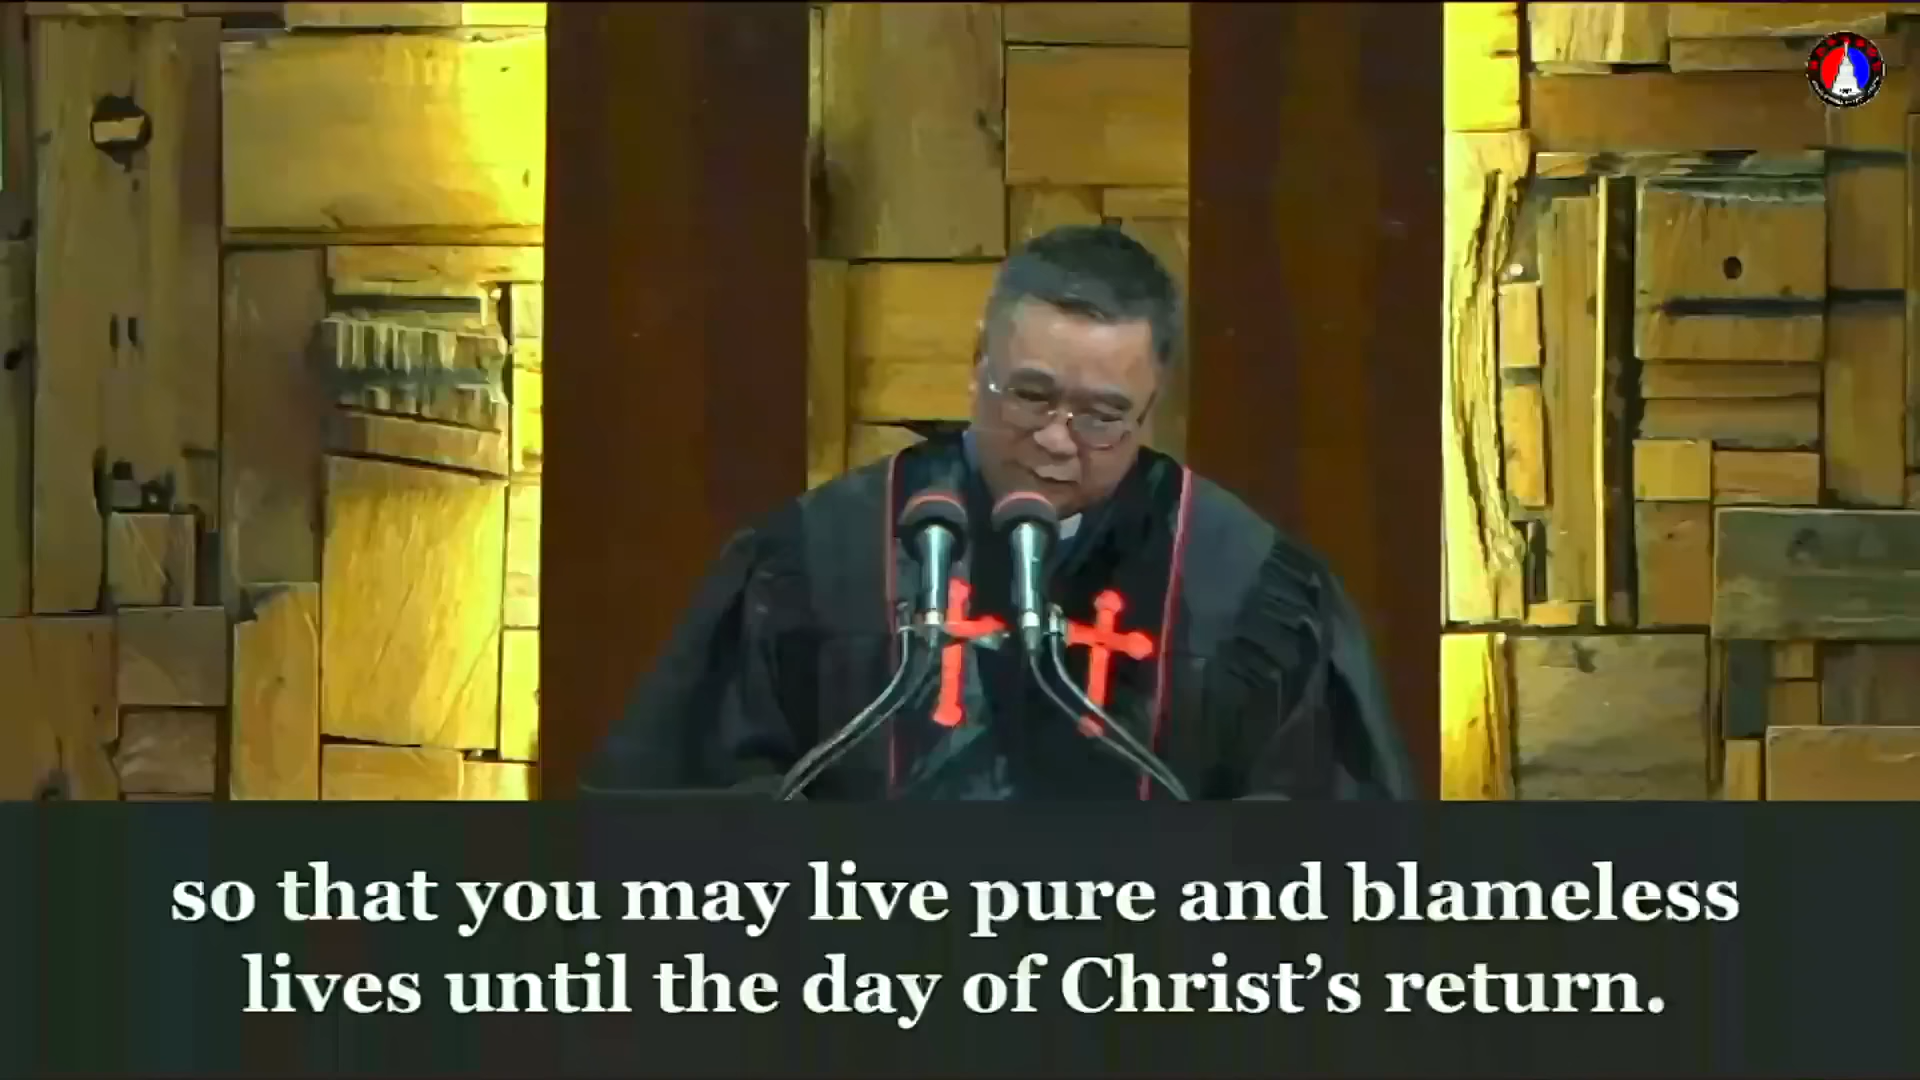 so that you may live pure and blameless
lives until the day of Christ’s return.